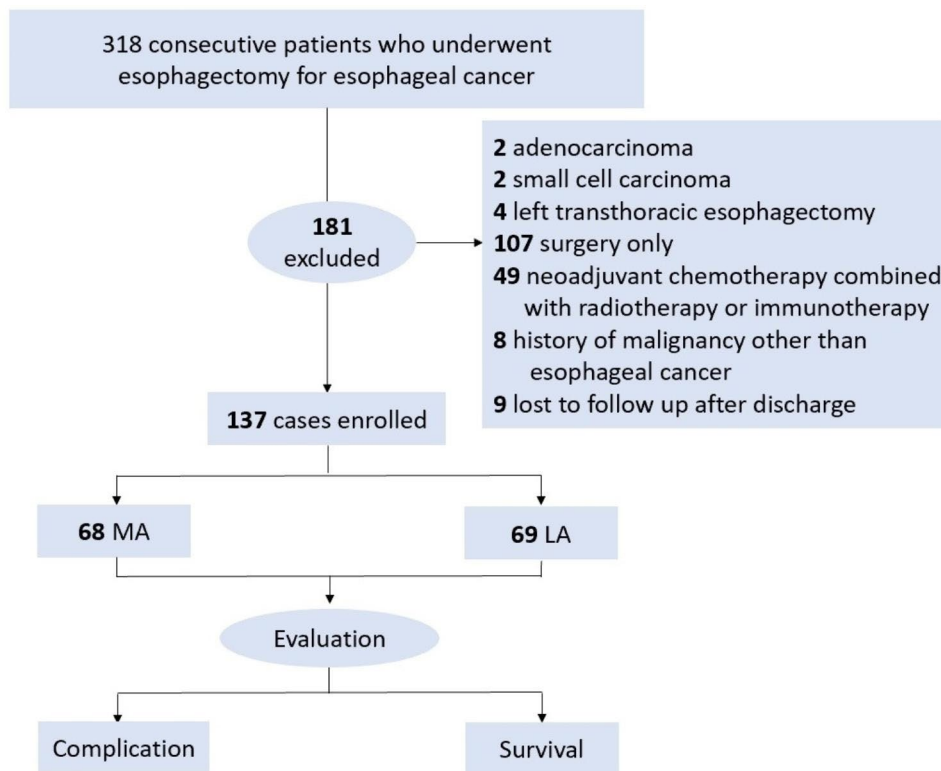 318 consecutive patients who underwent
esophagectomy for esophageal cancer
2 adenocarcinoma
2 small cell carcinoma
4 left transthoracic esophagectomy
107 surgery only
49 neoadjuvant chemotherapy combined
with radiotherapy or immunotherapy
8 history of malignancy other than
esophageal cancer
9 lost to follow up after discharge
181
excluded
137 cases enrolled
68 MA
69 LA
Evaluation
Complication
Survival